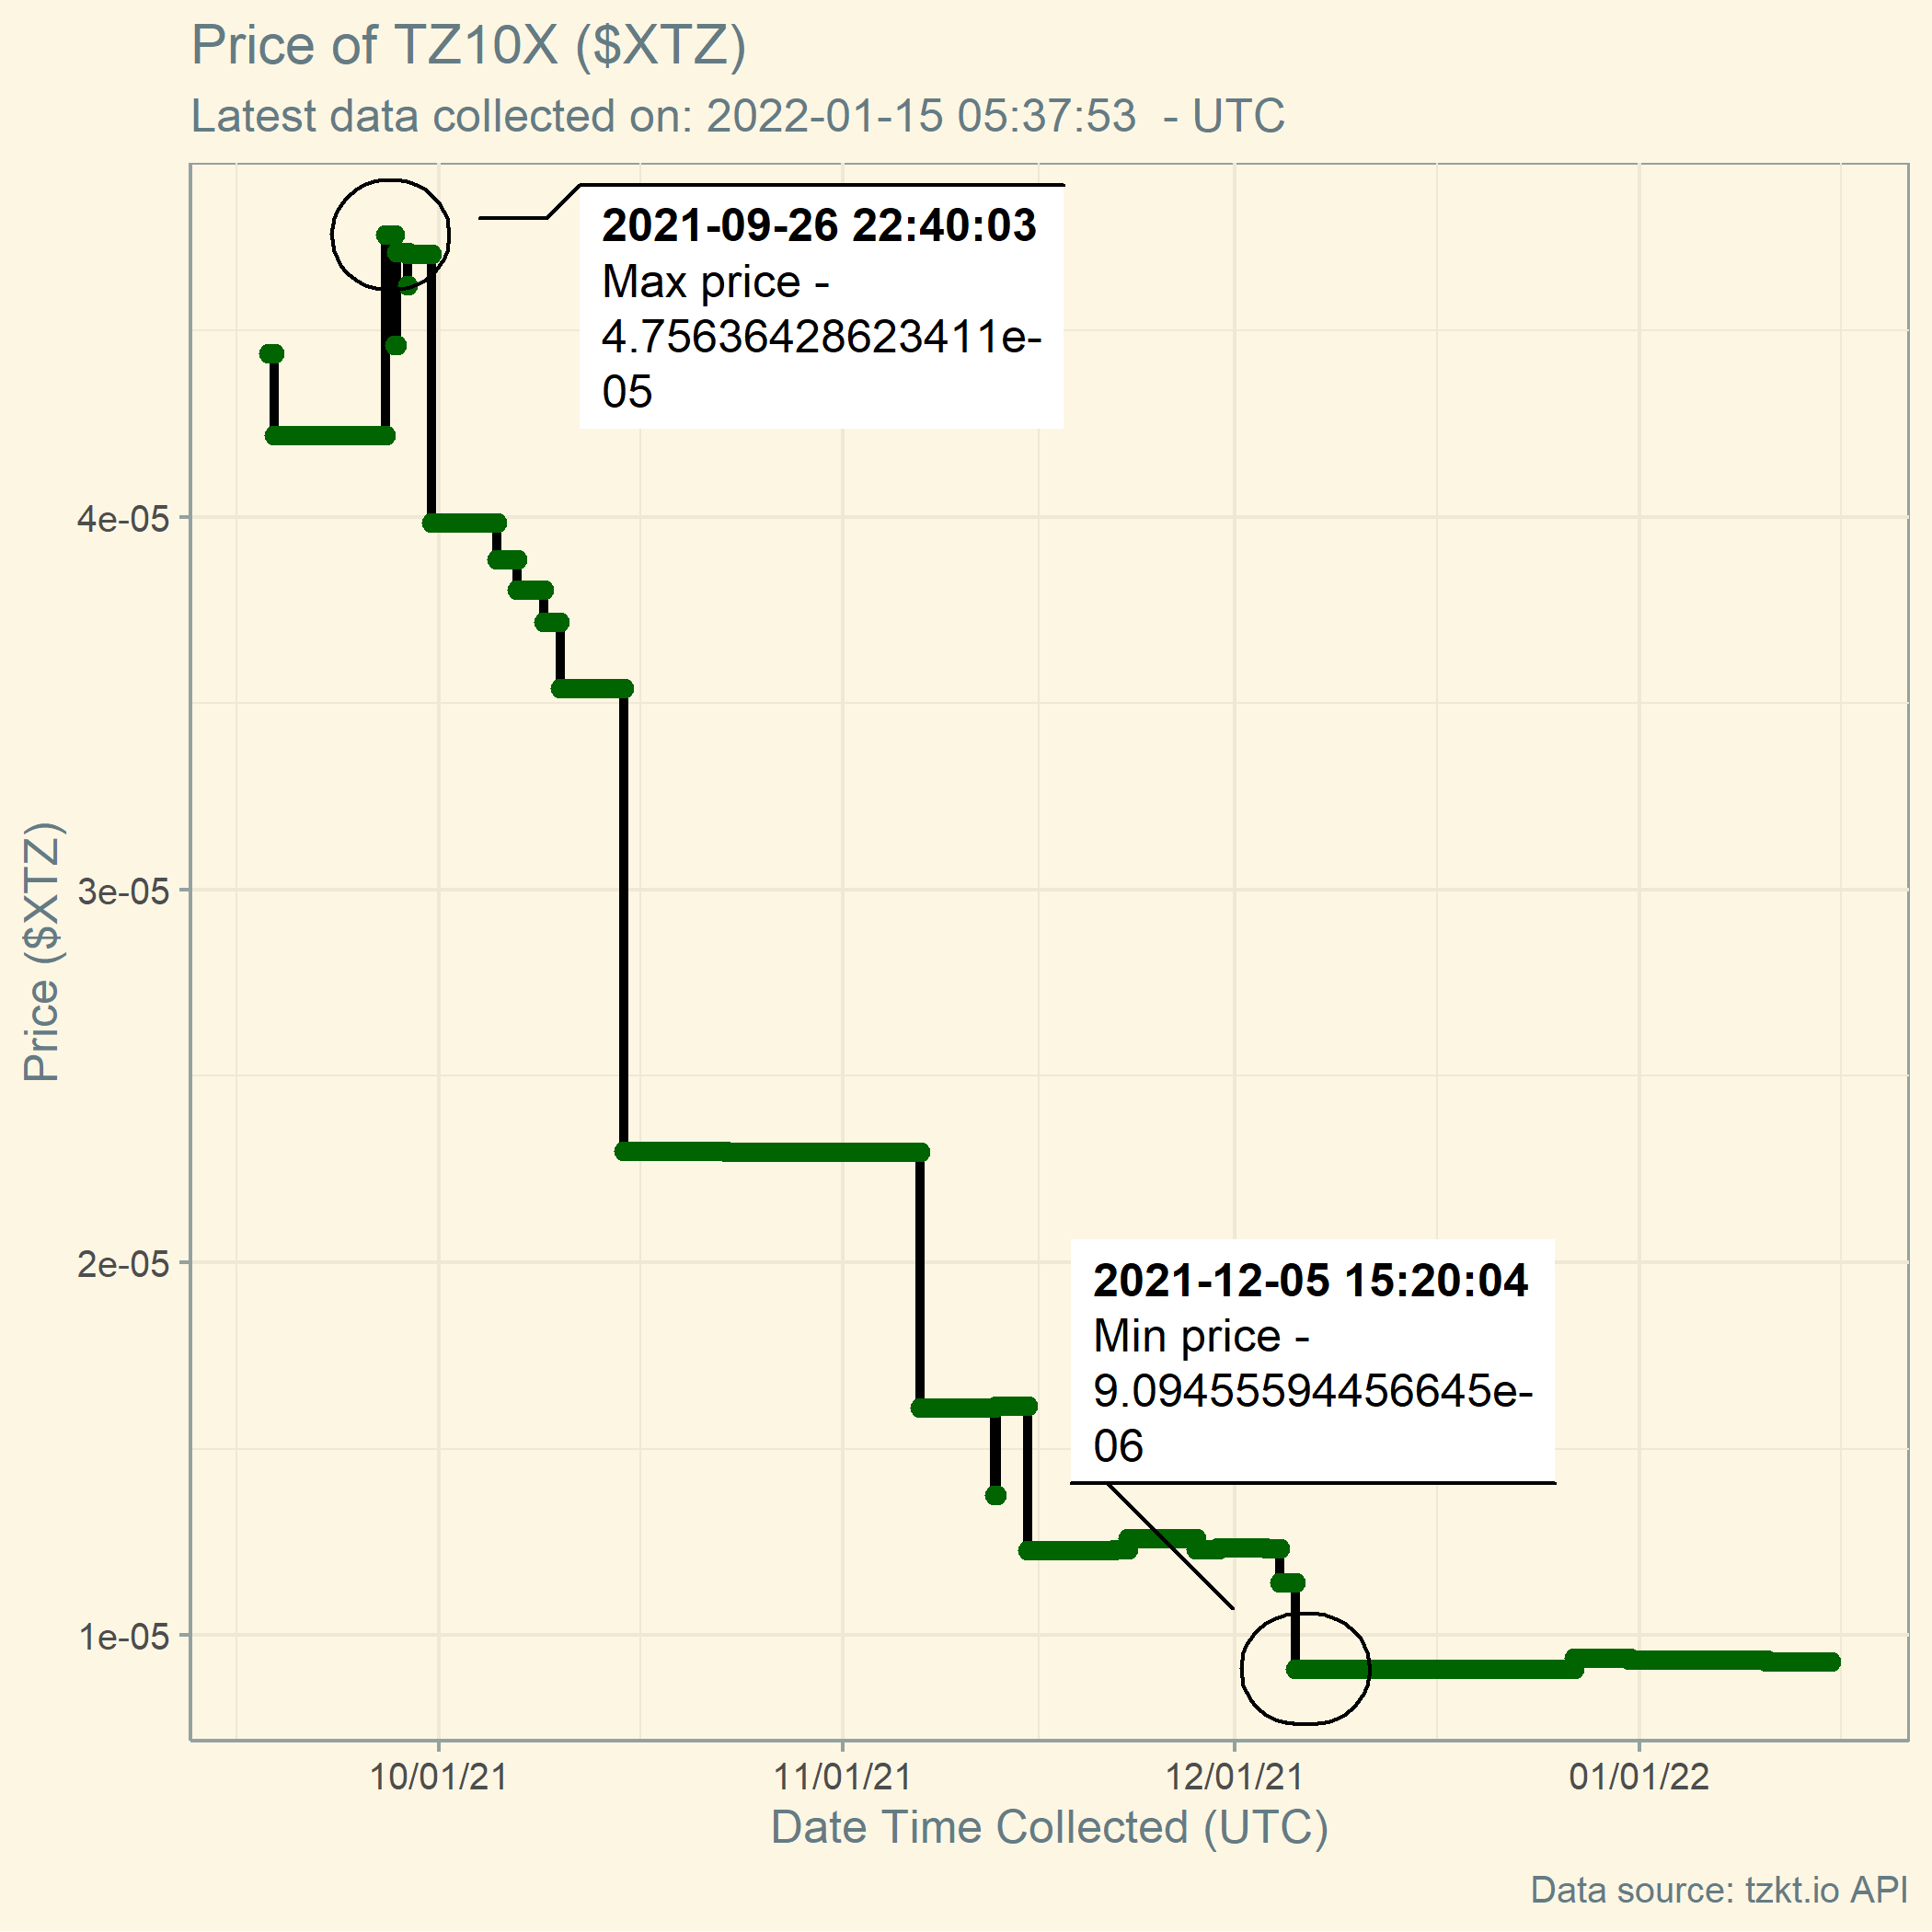 Price of TZ10X ($XTZ)
Latest data collected on: 2022-01-15 05:37:53  - UTC
2021-09-26 22:40:03
Max price -
4.75636428623411e-
05
4e-05
3e-05
2e-05
1e-05
Price ($XTZ)
2021-12-05 15:20:04
Min price -
9.09455594456645e-
06
10/01/21
11/01/21
12/01/21
01/01/22
Date Time Collected (UTC)
Data source: tzkt.io API